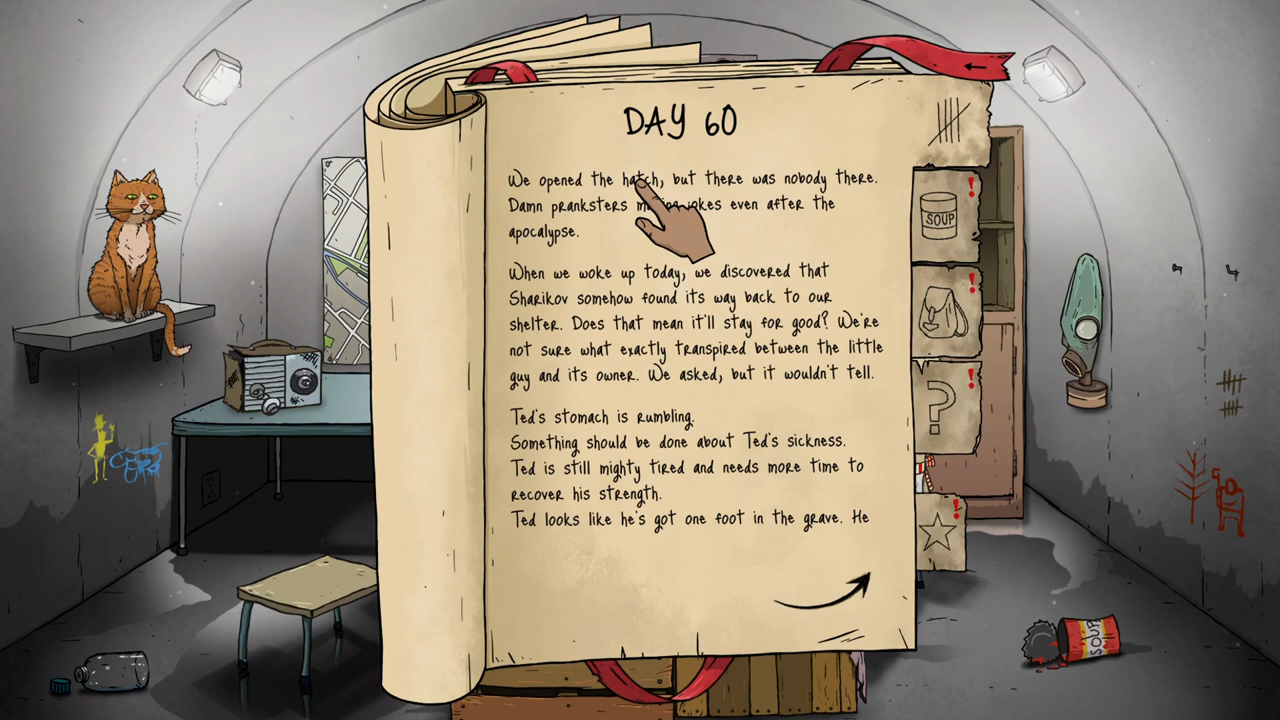 DAY 60
We opened the hatch, but there was nobody there.
Damn pranksters jokes even after the
apocalypse.
When we woke up today, we discovered that
Sharikov somehow found its way back to our
shelter. Does that mean it'll stay for good? We're
not sure what exactly transpired between the little
guy and its owner. We asked, but it wouldn't tell.
Ted's stomach is rumbling.
Something should be done about Ted's sickness.
Ted is still mighty tired and needs more time to
recover his strength.
Ted looks like he's got one foot in the grave. He
!
SOUP
!
!
?
!
SOUP